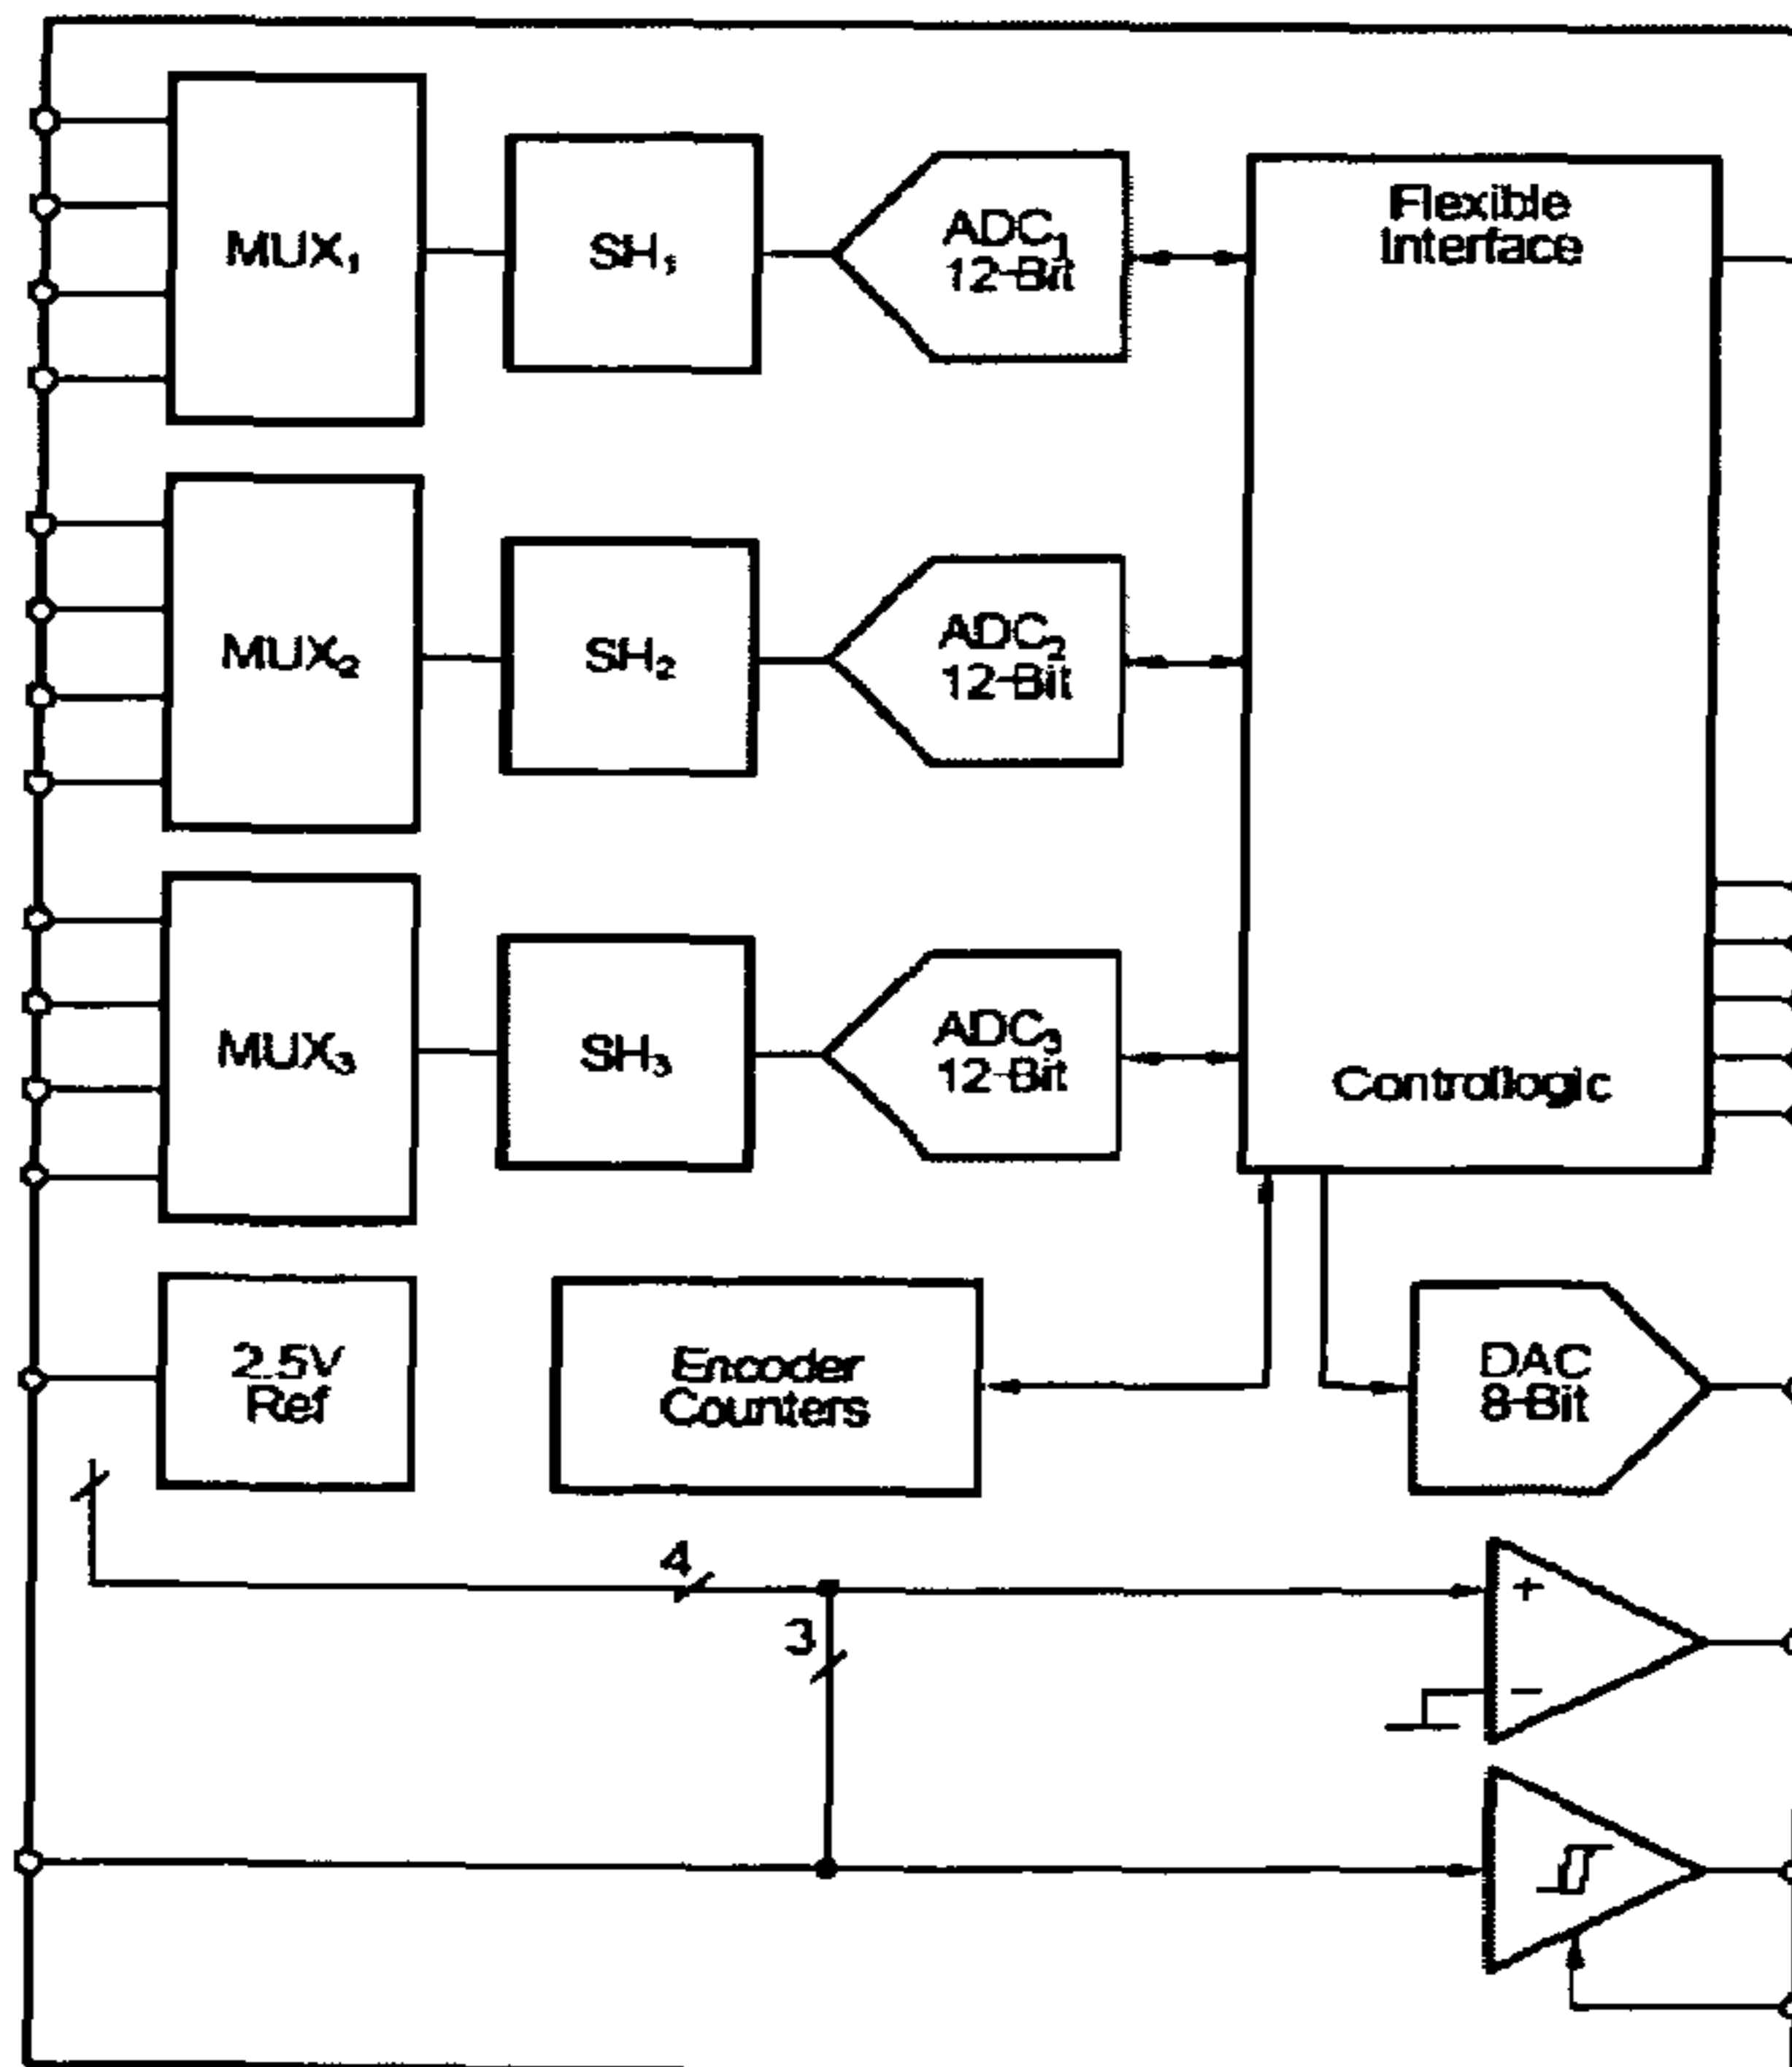 MUX₁
SH₁
ADC₁
12-Bit
Flexible
Interface
MUX₂
SH₂
ADC₂
12-Bit
MUX₃
SH₃
ADC₃
12-Bit
Controllogic
2.5V
Ref
Encoder
Counters
DAC
8-Bit
4
+
3
−